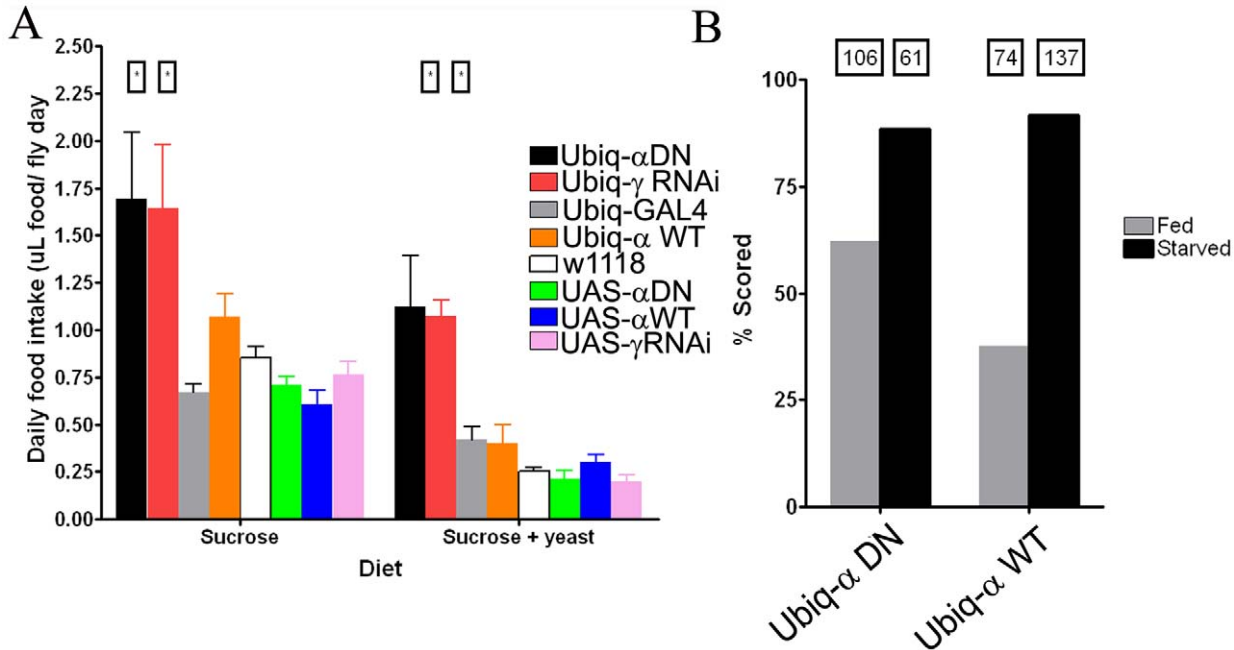 A
Daily food intake (uL food/ fly day
2.50
2.25
2.00
1.75
1.50
1.25
1.00
0.75
0.50
0.25
0.00
* *
* *
Sucrose
Sucrose + yeast
Diet
Ubiq-αDN
Ubiq-γ RNAi
Ubiq-GAL4
Ubiq-α WT
w1118
UAS-αDN
UAS-αWT
UAS-γRNAi
B
106 61 74 137
% Scored
100
75
50
25
0
Ubiq-α DN
Ubiq-α WT
Fed
Starved